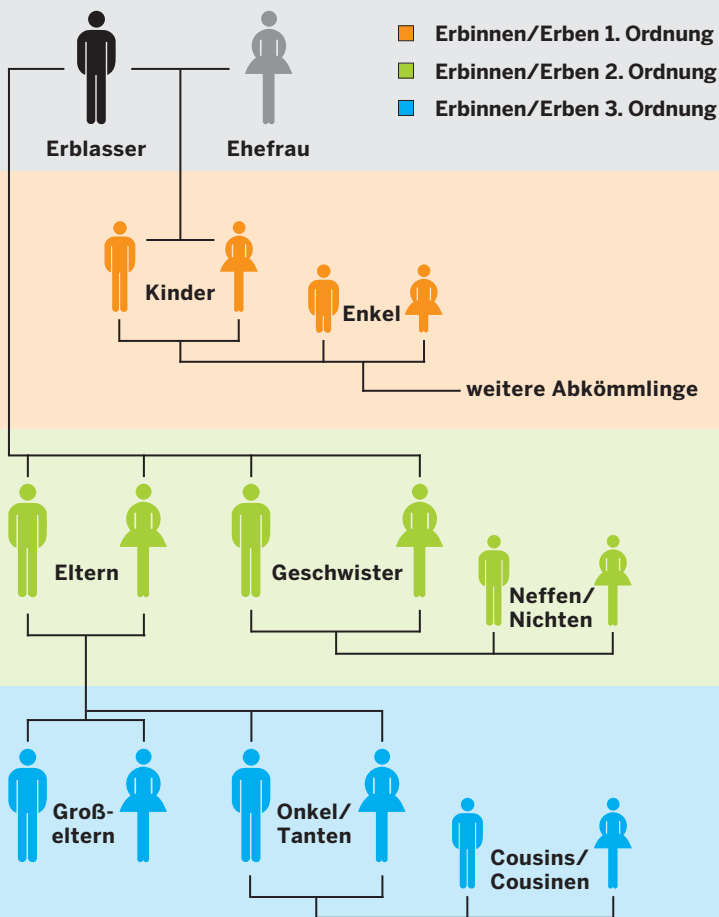 Erbinnen/Erben 1. Ordnung
Erbinnen/Erben 2. Ordnung
Erbinnen/Erben 3. Ordnung
Erblasser
Ehefrau
Kinder
Enkel
weitere Abkömmlinge
Eltern
Geschwister
Neffen/
Nichten
Groß-
eltern
Onkel/
Tanten
Cousins/
Cousinen